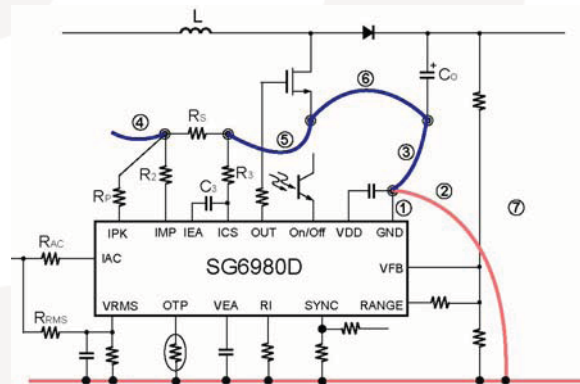 L
+
Co
⑥
④
RS
⑤
③
RP
R2
C3
R3
①
②
⑦
IPK
IMP
IEA
ICS
OUT
On/Off
VDD
GND
RAC
IAC
SG6980D
VFB
RRMS
VRMS
OTP
VEA
RI
SYNC
RANGE